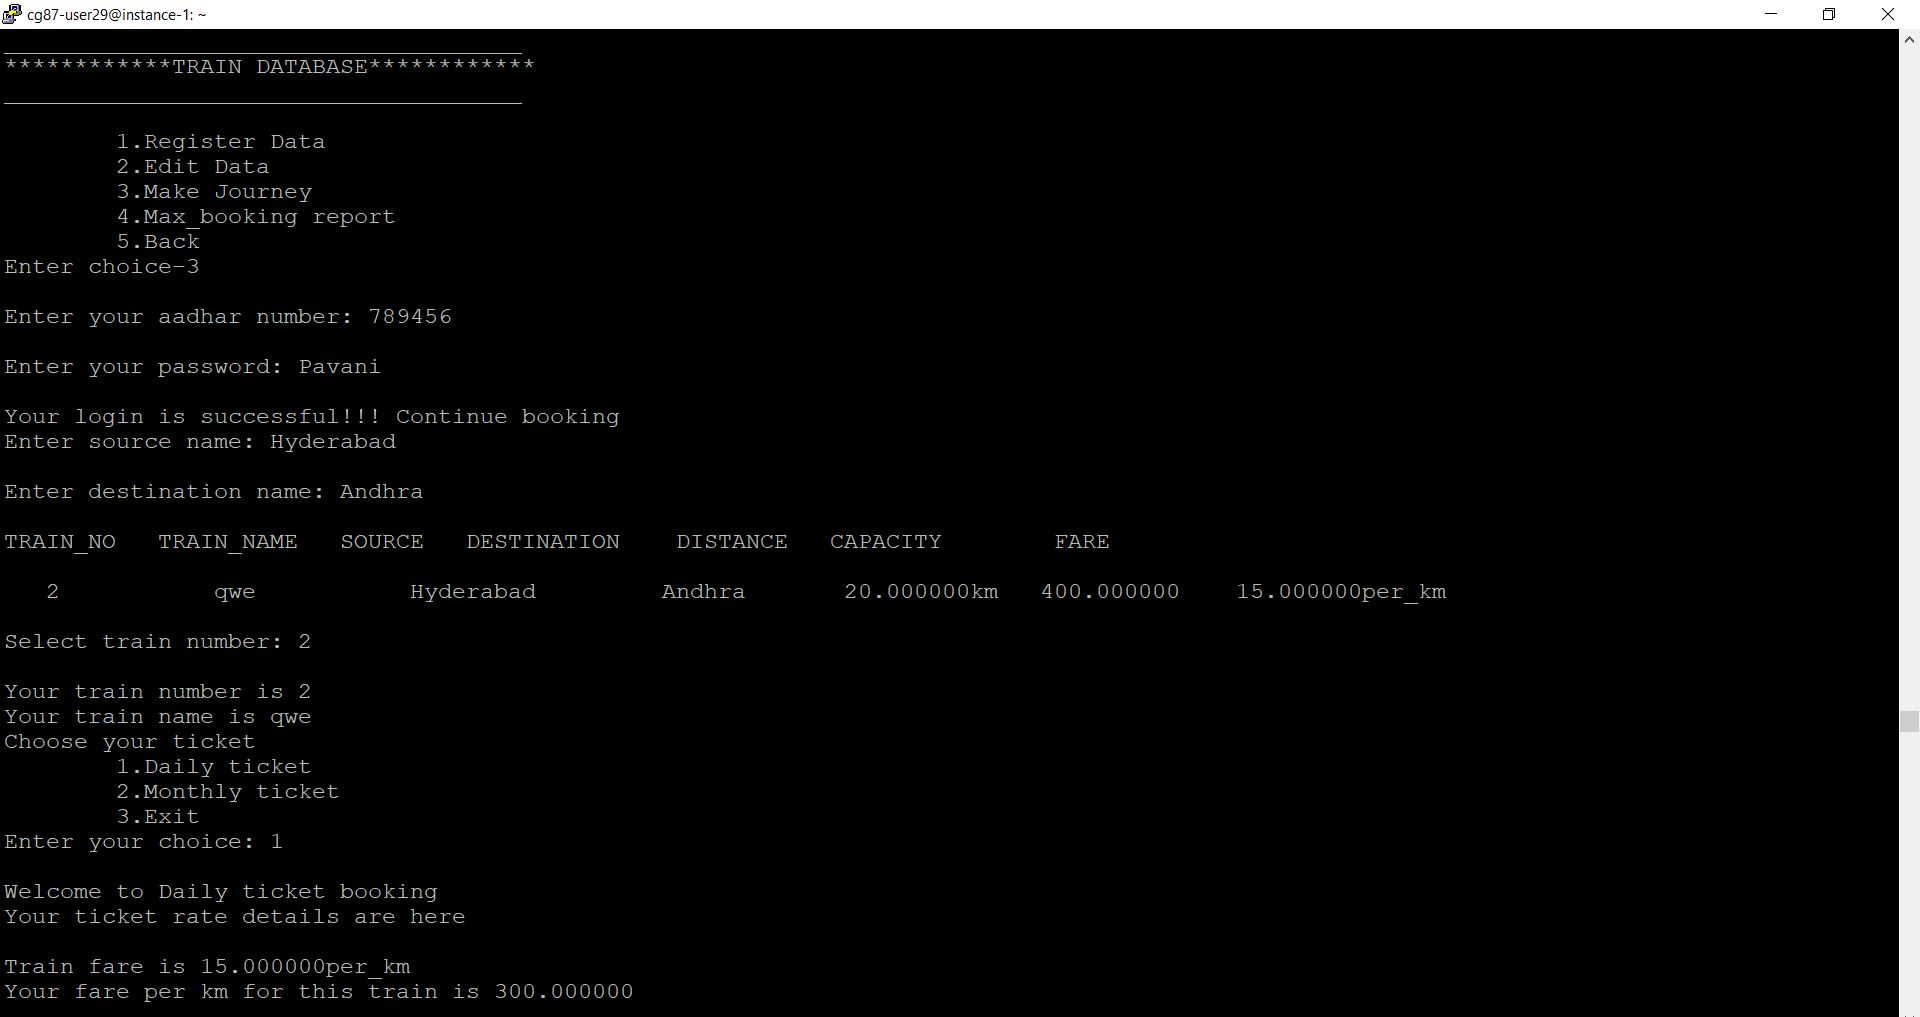 cg87-user29@instance-1: ~
************TRAIN DATABASE************
1.Register Data
2.Edit Data
3.Make Journey
4.Max_booking report
5.Back
Enter choice-3
Enter your aadhar number: 789456
Enter your password: Pavani
Your login is successful!!! Continue booking
Enter source name: Hyderabad
Enter destination name: Andhra
TRAIN_NO TRAIN_NAME SOURCE DESTINATION DISTANCE CAPACITY FARE
2 qwe Hyderabad Andhra 20.000000km 400.000000 15.000000per_km
Select train number: 2
Your train number is 2
Your train name is qwe
Choose your ticket
1.Daily ticket
2.Monthly ticket
3.Exit
Enter your choice: 1
Welcome to Daily ticket booking
Your ticket rate details are here
Train fare is 15.000000per_km
Your fare per km for this train is 300.000000